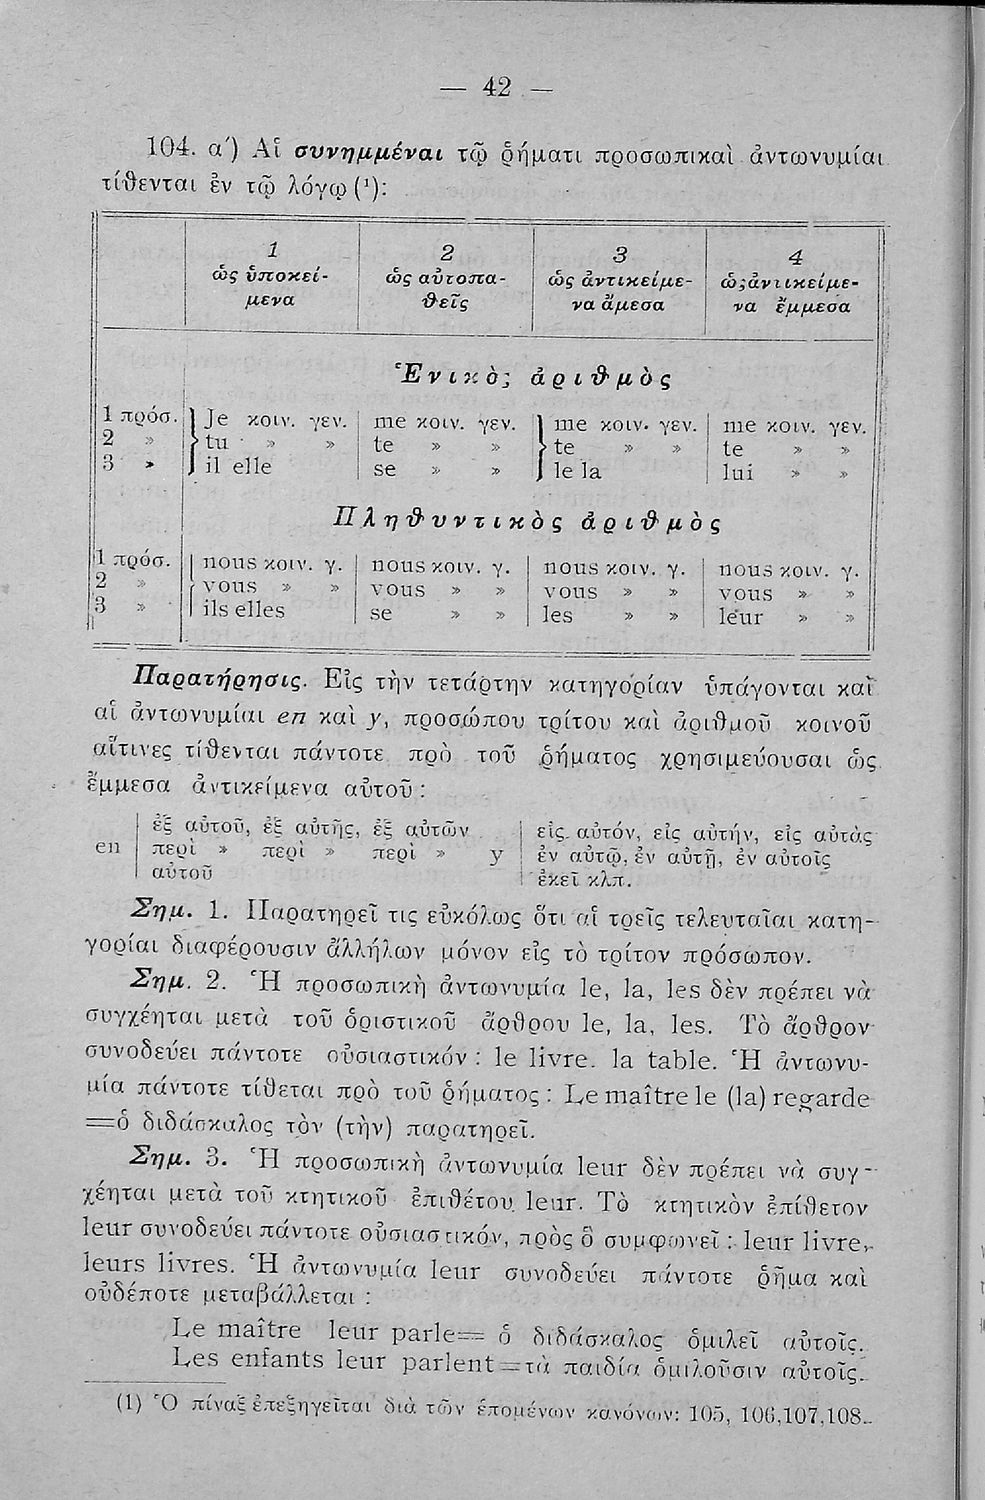 — 42 —
104. α΄) Αἱ συνημμέναι τῷ ῥήματι προσωπικαὶ ἀντωνυμίαι
τίθενται ἐν τῷ λόγῳ (¹):
1 2 3 4
ὡς ὑποκεί- ὡς αὐτοπα- ὡς ἀντικείμε- ὡς ἀντικείμε-
μενα θεῖς να ἄμεσα να ἔμμεσα
Ἑνικὸς ἀριθμὸς
1 πρόσ. Je κοιν. γεν. me κοιν. γεν. me κοιν. γεν. me κοιν. γεν.
2 » tu » » te » » te » » te » »
3 » il elle se » » le la lui » »
Πληθυντικὸς ἀριθμὸς
1 πρόσ. nous κοιν. γ. nous κοιν. γ. nous κοιν. γ. nous κοιν. γ.
2 » vous » » vous » » vous » » vous » »
3 » ils elles se » » les » » leur » »
Παρατήρησις. Εἰς τὴν τετάρτην κατηγορίαν ὑπάγονται καὶ
αἱ ἀντωνυμίαι en καὶ y, προσώπου τρίτου καὶ ἀριθμοῦ κοινοῦ
αἵτινες τίθενται πάντοτε πρὸ τοῦ ῥήματος χρησιμεύουσαι ὡς
ἔμμεσα ἀντικείμενα αὐτοῦ :
ἐξ αὐτοῦ, ἐξ αὐτῆς, ἐξ αὐτῶν εἰς αὐτόν, εἰς αὐτήν, εἰς αὐτὰς
en περὶ » περὶ » περὶ » y ἐν αὐτῷ, ἐν αὐτῇ, ἐν αὐτοῖς
αὐτοῦ ἐκεῖ κλπ.
Σημ. 1. Παρατηρεῖ τις εὐκόλως ὅτι αἱ τρεῖς τελευταῖαι κατη-
γορίαι διαφέρουσιν ἀλλήλων μόνον εἰς τὸ τρίτον πρόσωπον.
Σημ. 2. Ἡ προσωπικὴ ἀντωνυμία le, la, les δὲν πρέπει νὰ
συγχέηται μετὰ τοῦ ὁριστικοῦ ἄρθρου le, la, les. Τὸ ἄρθρον
συνοδεύει πάντοτε οὐσιαστικόν : le livre. la table. Ἡ ἀντωνυ-
μία πάντοτε τίθεται πρὸ τοῦ ῥήματος : Le maître le (la) regarde
=ὁ διδάσκαλος τὸν (τὴν) παρατηρεῖ.
Σημ. 3. Ἡ προσωπικὴ ἀντωνυμία leur δὲν πρέπει νὰ συγ-
χέηται μετὰ τοῦ κτητικοῦ ἐπιθέτου leur. Τὸ κτητικὸν ἐπίθετον
leur συνοδεύει πάντοτε οὐσιαστικόν, πρὸς ὃ συμφωνεῖ : leur livre,
leurs livres. Ἡ ἀντωνυμία leur συνοδεύει πάντοτε ῥῆμα καὶ
οὐδέποτε μεταβάλλεται :
Le maître leur parle= ὁ διδάσκαλος ὁμιλεῖ αὐτοῖς.
Les enfants leur parlent=τὰ παιδία ὁμιλοῦσιν αὐτοῖς.
(1) Ὁ πίναξ ἐπεξηγεῖται διὰ τῶν ἑπομένων κανόνων: 105, 106,107,108.